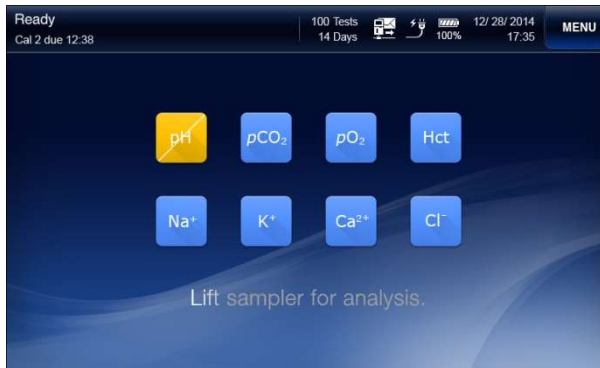 Ready
Cal 2 due 12:38
100 Tests
14 Days
100%
12/ 28/ 2014
17:35
MENU
pH
pCO₂
pO₂
Hct
Na⁺
K⁺
Ca²⁺
Cl⁻
Lift sampler for analysis.